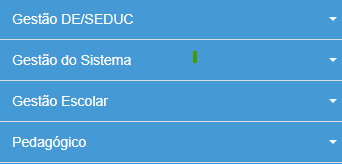 Gestão DE/SEDUC
Gestão do Sistema
Gestão Escolar
Pedagógico